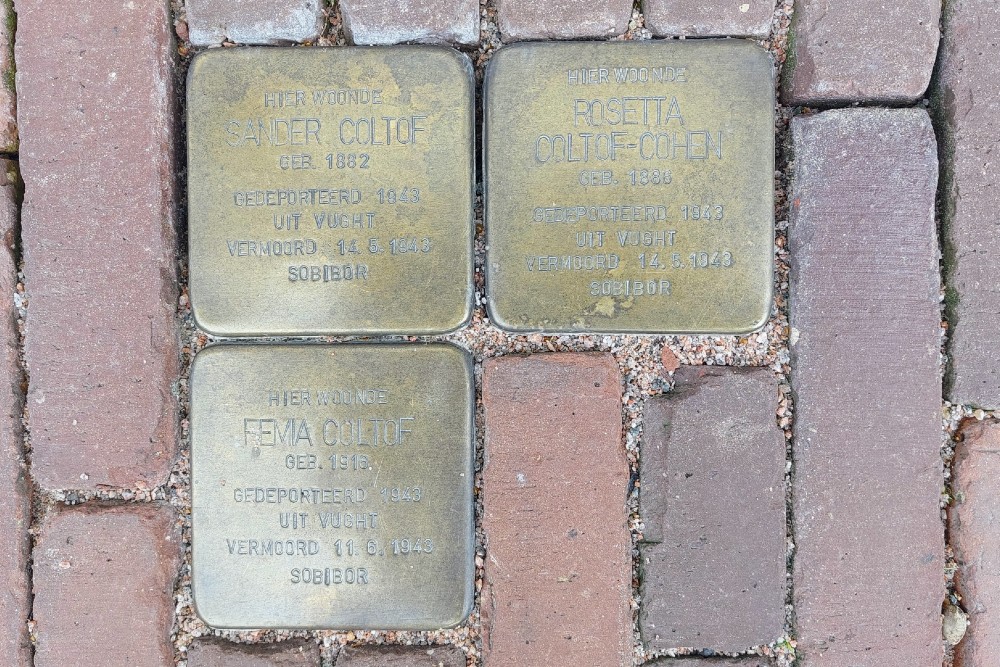 HIER WOONDE
SANDER COLTOF
GEB. 1882
GEDEPORTEERD 1943
UIT VUGHT
VERMOORD 14.5.1943
SOBIBOR
HIER WOONDE
ROSETTA
COLTOF-COHEN
GEB. 1886
GEDEPORTEERD 1943
UIT VUGHT
VERMOORD 14.5.1943
SOBIBOR
HIER WOONDE
FEMIA COLTOF
GEB. 1916
GEDEPORTEERD 1943
UIT VUGHT
VERMOORD 11.6.1943
SOBIBOR